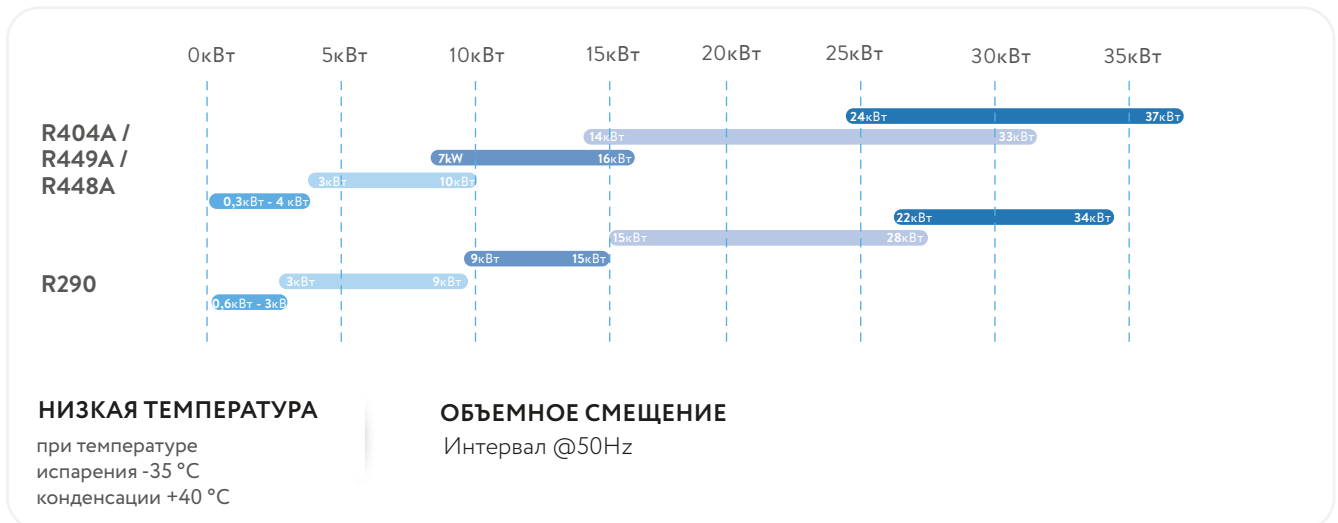 0кВт 5кВт 10кВт 15кВт 20кВт 25кВт 30кВт 35кВт
24кВт 37кВт
R404A /
14кВт 33кВт
R449A /
7kW 16кВт
R448A
3кВт 10кВт
0,3кВт - 4 кВт
22кВт 34кВт
15кВт 28кВт
9кВт 15кВт
R290
3кВт 9кВт
0,6кВт - 3кВ
НИЗКАЯ ТЕМПЕРАТУРА
при температуре
испарения -35 °C
конденсации +40 °C
ОБЪЕМНОЕ СМЕЩЕНИЕ
Интервал @50Hz